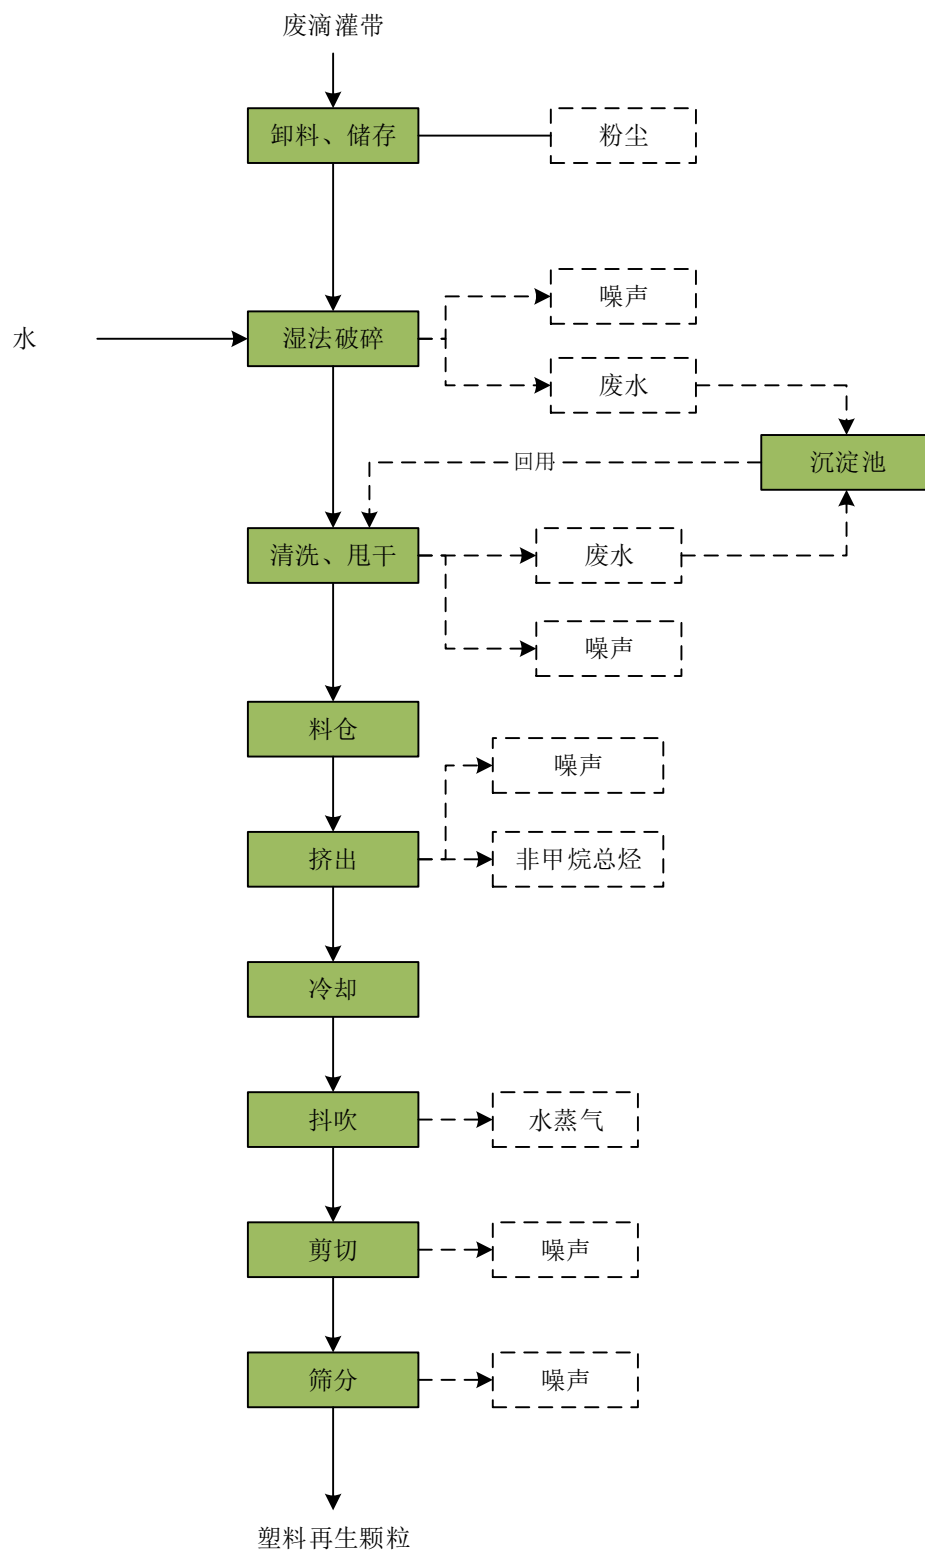 废滴灌带
卸料、储存
粉尘
噪声
水
湿法破碎
废水
回用
沉淀池
清洗、甩干
废水
噪声
料仓
噪声
挤出
非甲烷总烃
冷却
抖吹
水蒸气
剪切
噪声
筛分
噪声
塑料再生颗粒